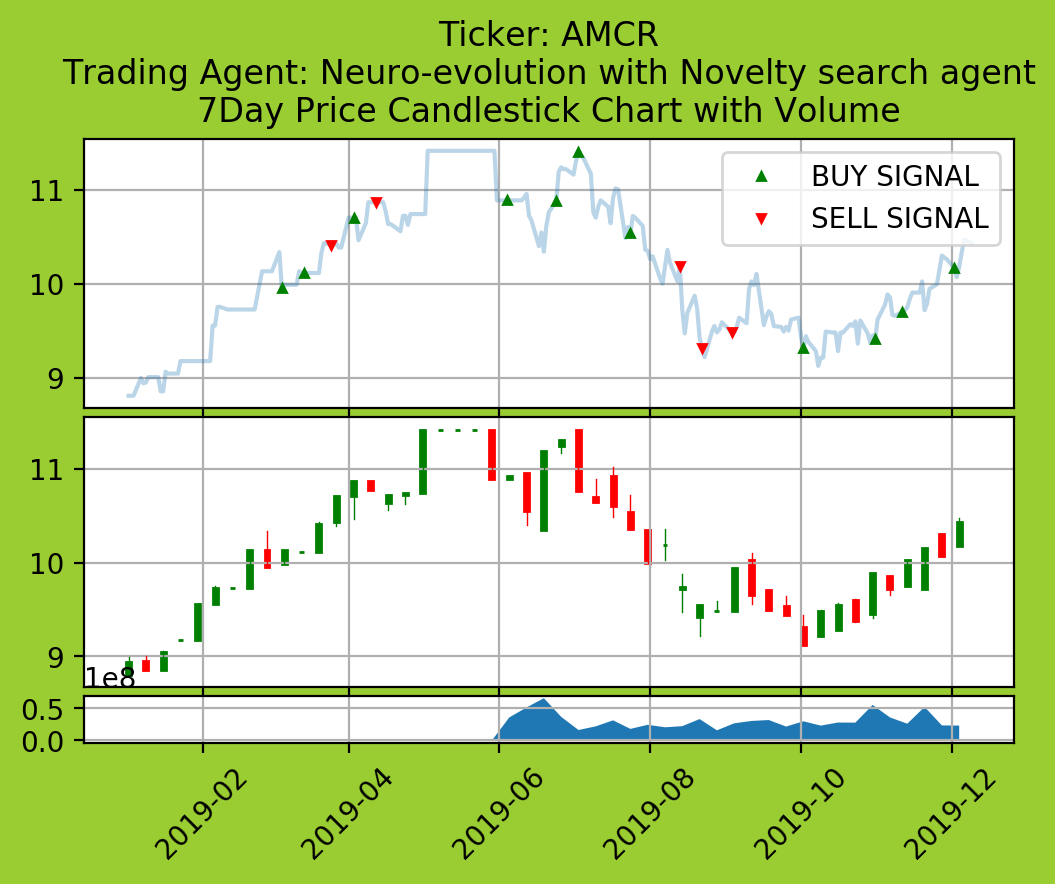 Ticker: AMCR
Trading Agent: Neuro-evolution with Novelty search agent
7Day Price Candlestick Chart with Volume
BUY SIGNAL
SELL SIGNAL
11
10
9
11
10
9
1e8
0.5
0.0
2019-02
2019-04
2019-06
2019-08
2019-10
2019-12